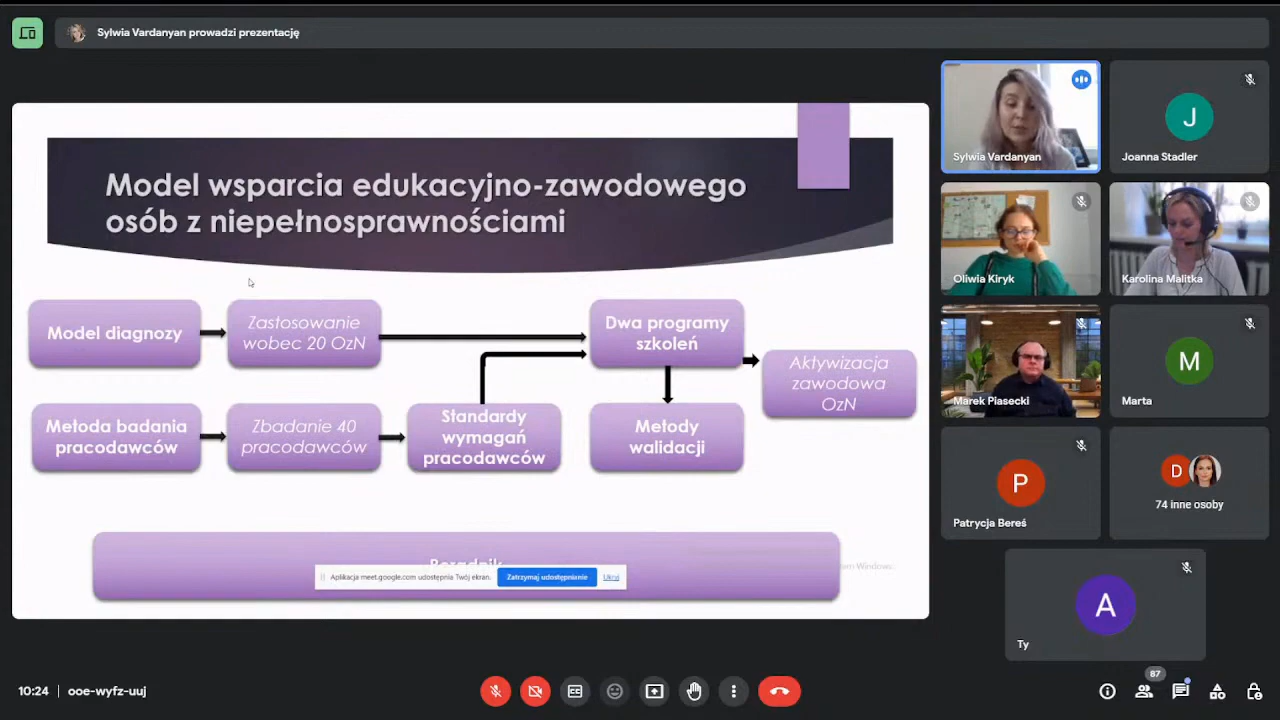 Sylwia Vardanyan prowadzi prezentację
Model wsparcia edukacyjno-zawodowego
osób z niepełnosprawnościami
Model diagnozy
Zastosowanie
wobec 20 OzN
Dwa programy
szkoleń
Aktywizacja
zawodowa
OzN
Metoda badania
pracodawców
Zbadanie 40
pracodawców
Standardy
wymagań
pracodawców
Metody
walidacji
Aplikacja meet.google.com udostępnia Twój ekran.
Zatrzymaj udostępnianie
Ukryj
Sylwia Vardanyan
J
Joanna Stadler
Oliwia Kiryk
Karolina Malitka
Marek Piasecki
M
Marta
P
Patrycja Bereś
D
74 inne osoby
A
Ty
10:24 | ooe-wyfz-uuj
87